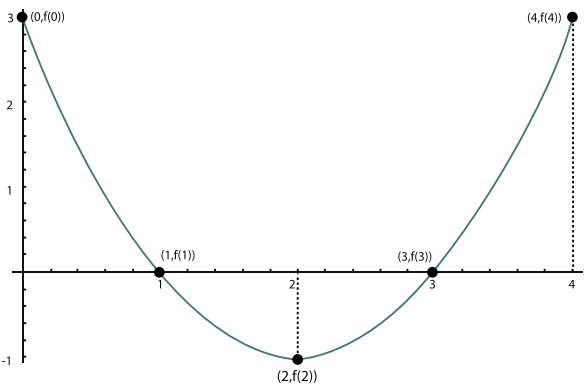 3
(0,f(0))
(4,f(4))
2
1
(1,f(1))
(3,f(3))
1
2
3
4
-1
(2,f(2))